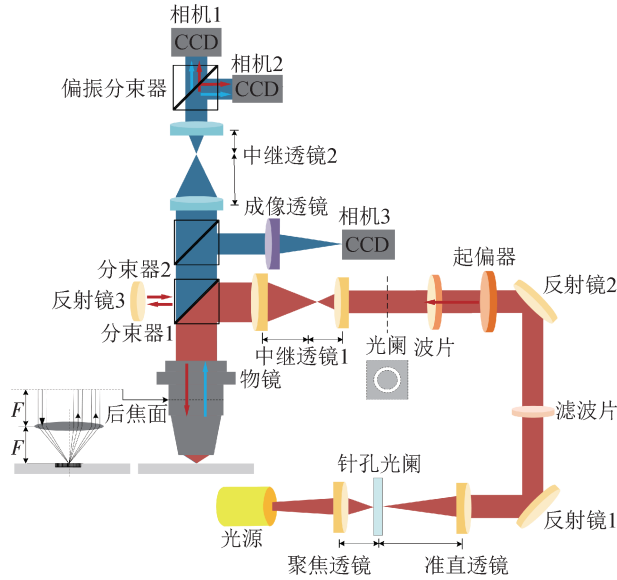 相机1
CCD
相机2
CCD
偏振分束器
中继透镜2
成像透镜
相机3
CCD
分束器2
反射镜3
分束器1
起偏器
反射镜2
中继透镜1
光阑
波片
物镜
后焦面
F
F
滤波片
针孔光阑
光源
聚焦透镜
准直透镜
反射镜1